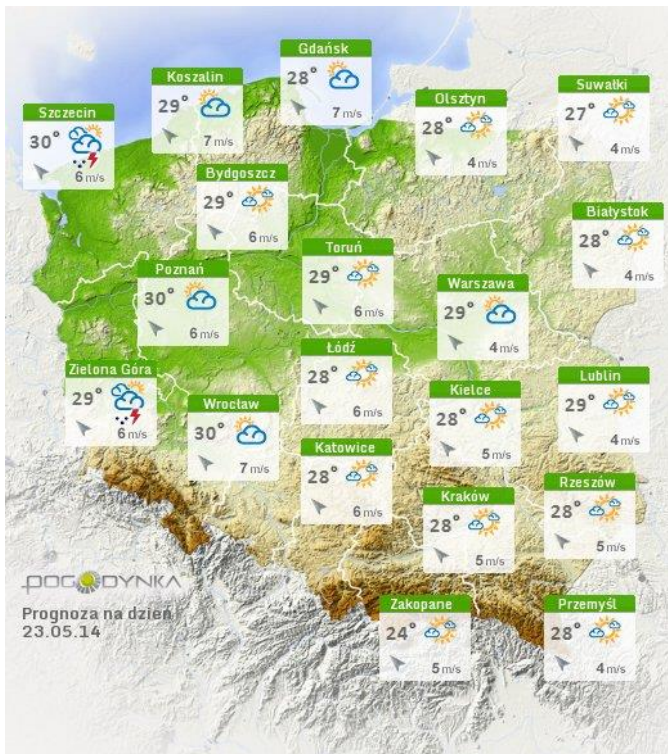 Gdańsk
28°
7 m/s
Koszalin
29°
7 m/s
Suwałki
27°
4 m/s
Olsztyn
28°
4 m/s
Szczecin
30°
6 m/s
Bydgoszcz
29°
6 m/s
Białystok
28°
4 m/s
Toruń
29°
6 m/s
Poznań
30°
6 m/s
Warszawa
29°
4 m/s
Łódź
28°
6 m/s
Zielona Góra
29°
6 m/s
Lublin
29°
4 m/s
Kielce
28°
5 m/s
Wrocław
30°
7 m/s
Katowice
28°
6 m/s
Rzeszów
28°
5 m/s
Kraków
28°
5 m/s
POGODYNKA
Prognoza na dzień
23.05.14
Zakopane
24°
5 m/s
Przemyśl
28°
4 m/s